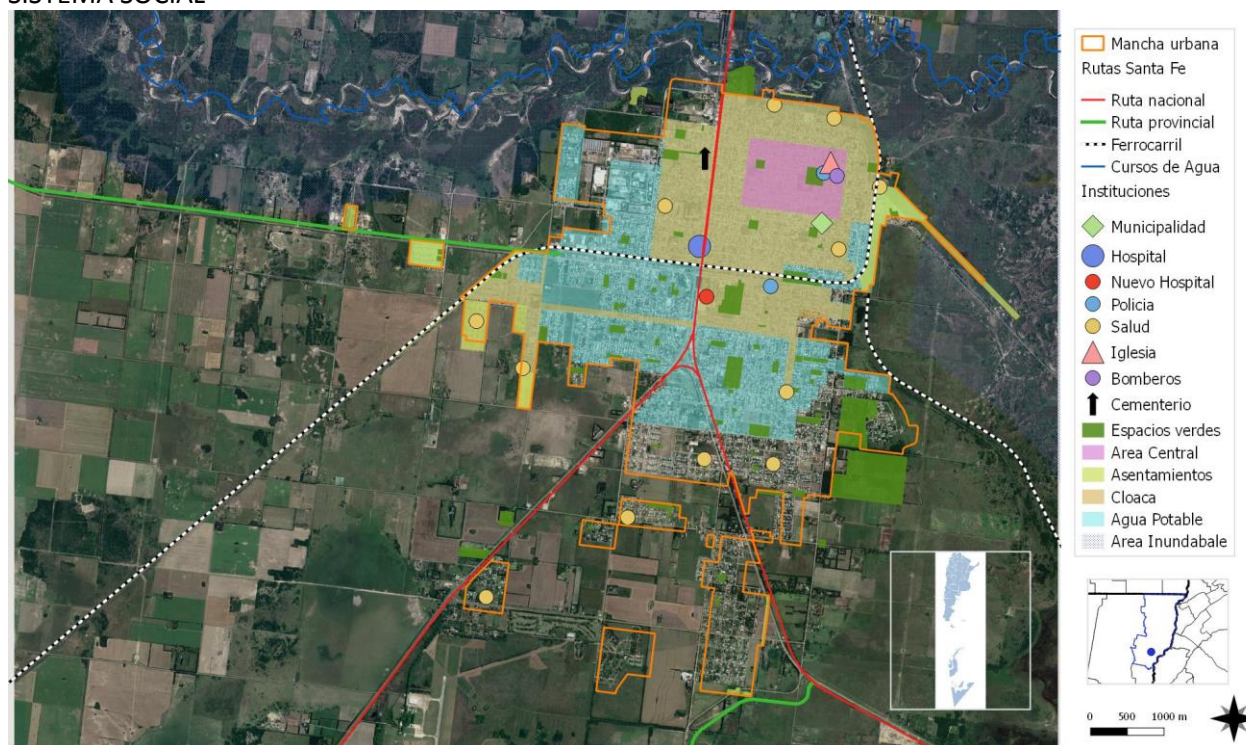 SISTEMA SOCIAL
Mancha urbana
Rutas Santa Fe
Ruta nacional
Ruta provincial
Ferrocarril
Cursos de Agua
Instituciones
Municipalidad
Hospital
Nuevo Hospital
Policia
Salud
Iglesia
Bomberos
Cementerio
Espacios verdes
Area Central
Asentamientos
Cloaca
Agua Potable
Area Inundabale
0 500 1000 m